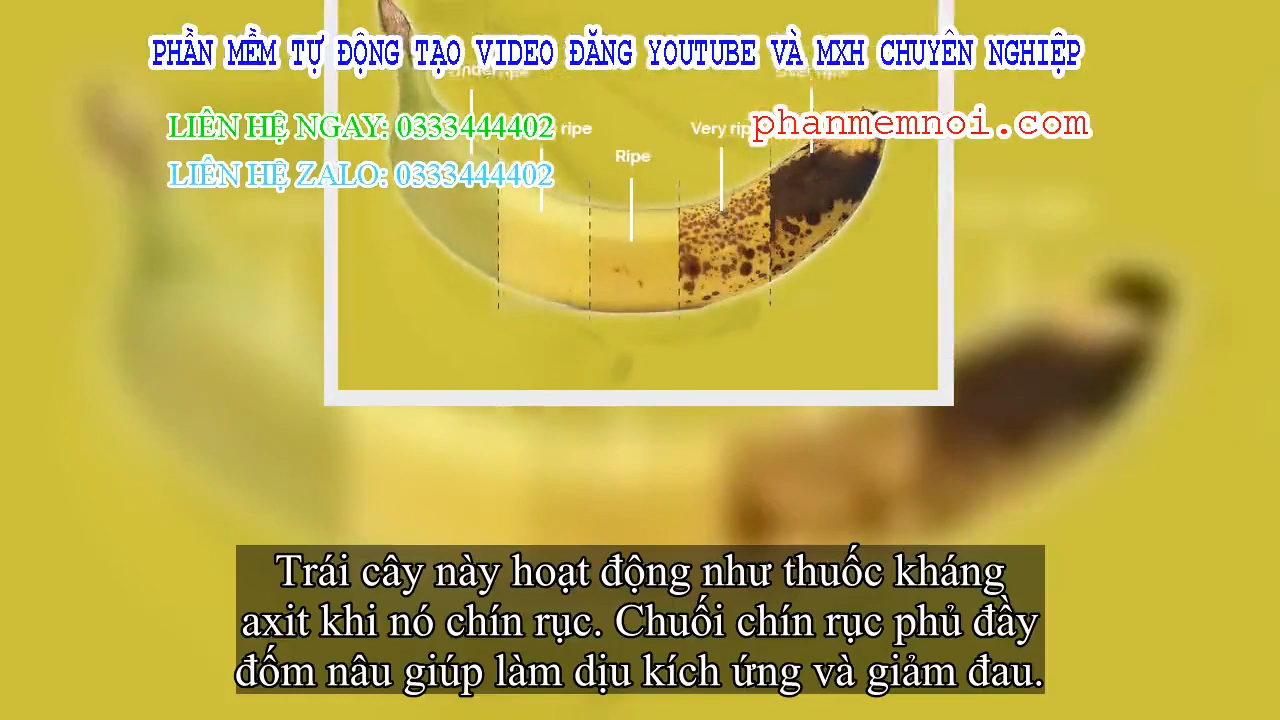 PHẦN MỀM TỰ ĐỘNG TẠO VIDEO ĐĂNG YOUTUBE VÀ MXH CHUYÊN NGHIỆP
LIÊN HỆ NGAY: 0333444402
ripe
Very
phanmemnoi.com
Ripe
LIÊN HỆ ZALO: 0333444402
Trái cây này hoạt động như thuốc kháng
axit khi nó chín rục. Chuối chín rục phủ đầy
đốm nâu giúp làm dịu kích ứng và giảm đau.